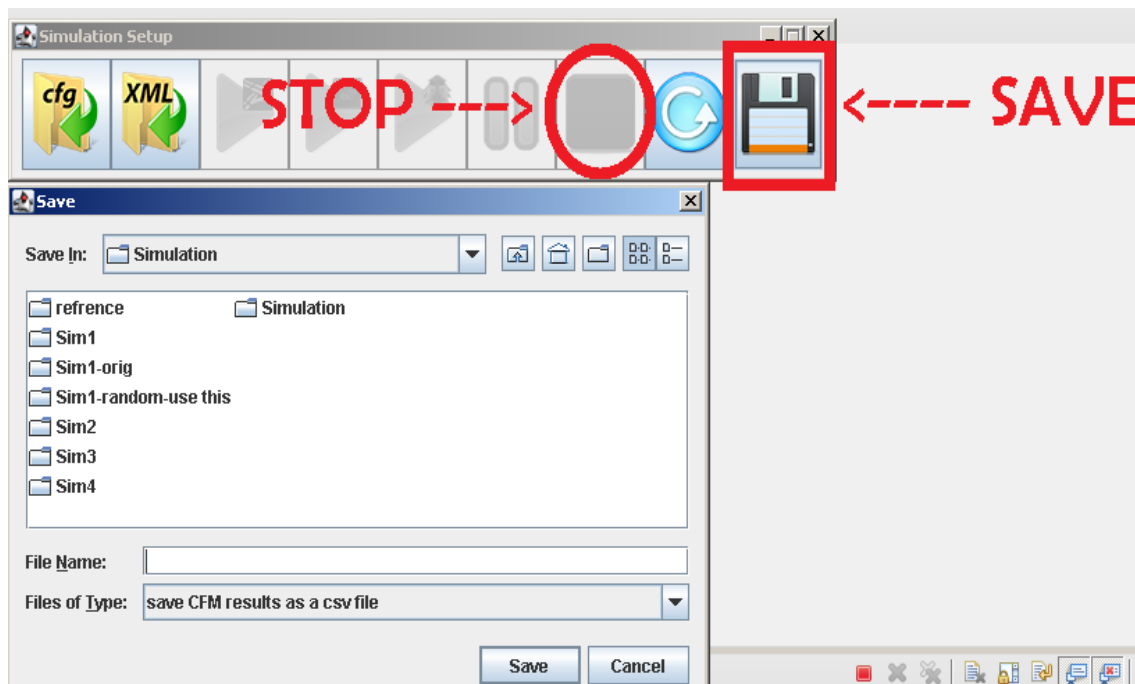 Simulation Setup
cfg XML STOP ---> <---- SAVE
Save
Save In: Simulation
refrence Simulation
Sim1
Sim1-orig
Sim1-random-use this
Sim2
Sim3
Sim4
File Name:
Files of Type: save CFM results as a csv file
Save Cancel